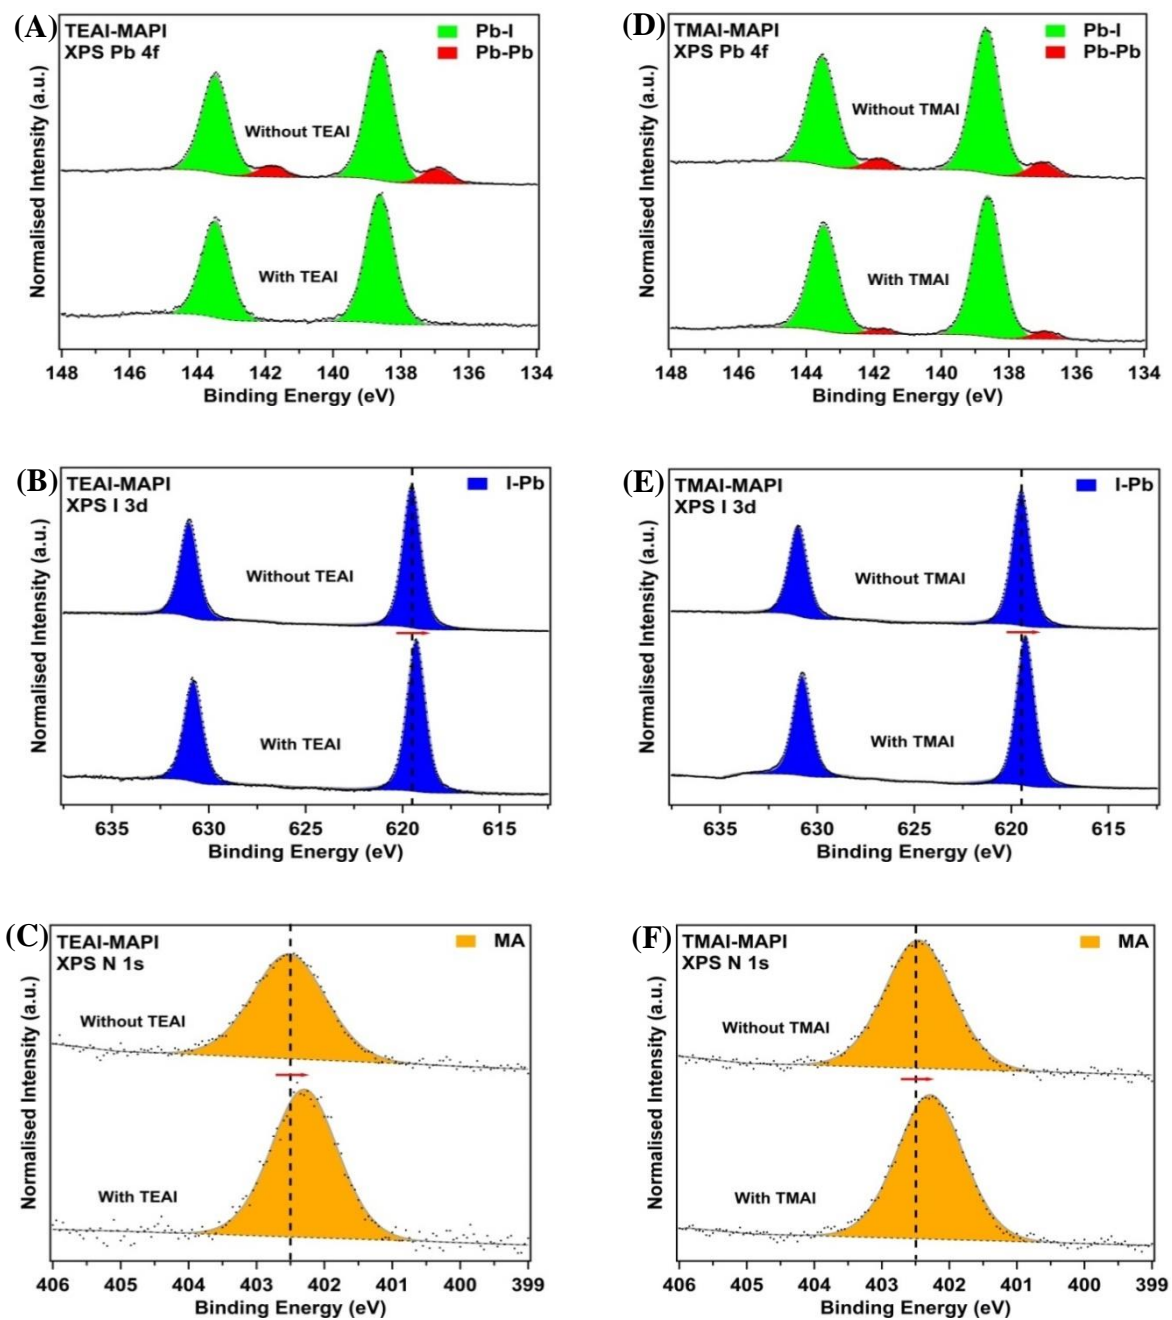 (A)
TEAI-MAPI
XPS Pb 4f
Pb-I
Pb-Pb
Without TEAI
With TEAI
Normalised Intensity (a.u.)
148 146 144 142 140 138 136 134
Binding Energy (eV)
(D)
TMAI-MAPI
XPS Pb 4f
Pb-I
Pb-Pb
Without TMAI
With TMAI
Normalised Intensity (a.u.)
148 146 144 142 140 138 136 134
Binding Energy (eV)
(B)
TEAI-MAPI
XPS I 3d
I-Pb
Without TEAI
With TEAI
Normalised Intensity (a.u.)
635 630 625 620 615
Binding Energy (eV)
(E)
TMAI-MAPI
XPS I 3d
I-Pb
Without TMAI
With TMAI
Normalised Intensity (a.u.)
635 630 625 620 615
Binding Energy (eV)
(C)
TEAI-MAPI
XPS N 1s
MA
Without TEAI
With TEAI
Normalised Intensity (a.u.)
406 405 404 403 402 401 400 399
Binding Energy (eV)
(F)
TMAI-MAPI
XPS N 1s
MA
Without TMAI
With TMAI
Normalised Intensity (a.u.)
406 405 404 403 402 401 400 399
Binding Energy (eV)